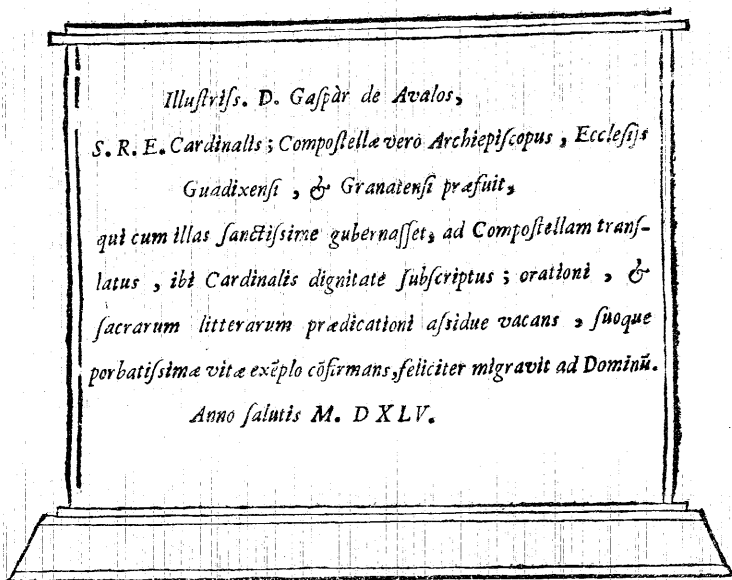 Illuſtriſs. D. Gaſpàr de Avalos,
S. R. E. Cardinalis ; Compoſtellæ vero Archiepiſcopus , Eccleſijs
Guadixenſi , & Granatenſi præfuit,
qui cum illas ſanctiſsime gubernaſſet, ad Compoſtellam tranſ-
latus , ibi Cardinalis dignitate ſubſcriptus ; orationi , &
ſacrarum litterarum prædicationi aſsidue vacans , ſuoque
porbatiſsimæ vitæ exẽplo cõfirmans, feliciter migravit ad Dominũ.
Anno ſalutis M. D X L V.